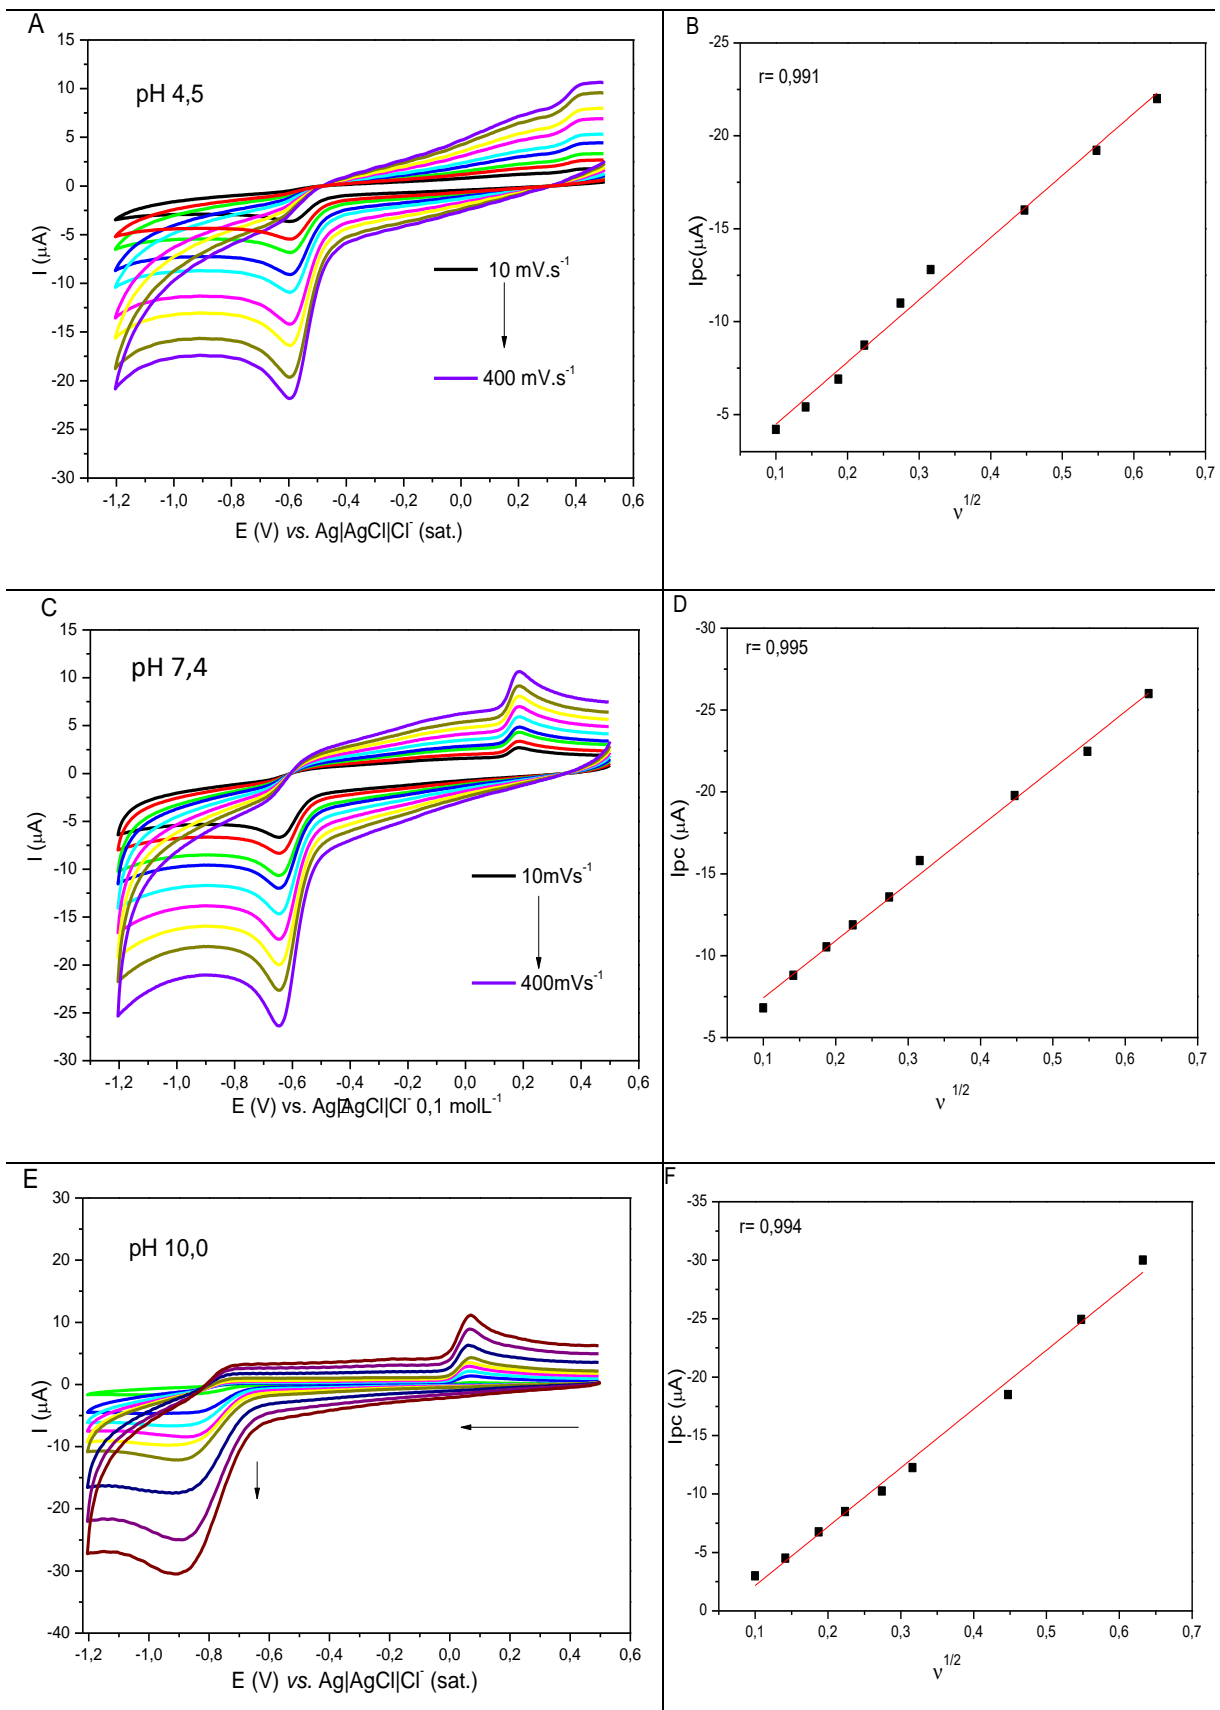 A
15
10
5
0
-5
-10
-15
-20
-25
-30
I (μA)
pH 4,5
10 mV.s⁻¹
400 mV.s⁻¹
-1,2 -1,0 -0,8 -0,6 -0,4 -0,2 0,0 0,2 0,4 0,6
E (V) vs. Ag|AgCl|Cl⁻ (sat.)
B
-25
-20
-15
-10
-5
Ipc(μA)
r= 0,991
0,1 0,2 0,3 0,4 0,5 0,6 0,7
ν^1/2
C
15
10
5
0
-5
-10
-15
-20
-25
-30
I (μA)
pH 7,4
10mVs⁻¹
400mVs⁻¹
-1,2 -1,0 -0,8 -0,6 -0,4 -0,2 0,0 0,2 0,4 0,6
E (V) vs. Ag|AgCl|Cl⁻ 0,1 molL⁻¹
D
-30
-25
-20
-15
-10
-5
Ipc (μA)
r= 0,995
0,1 0,2 0,3 0,4 0,5 0,6 0,7
ν ^1/2
E
30
20
10
0
-10
-20
-30
-40
I (μA)
pH 10,0
-1,2 -1,0 -0,8 -0,6 -0,4 -0,2 0,0 0,2 0,4 0,6
E (V) vs. Ag|AgCl|Cl⁻ (sat.)
F
-35
-30
-25
-20
-15
-10
-5
0
Ipc (μA)
r= 0,994
0,1 0,2 0,3 0,4 0,5 0,6 0,7
ν^1/2